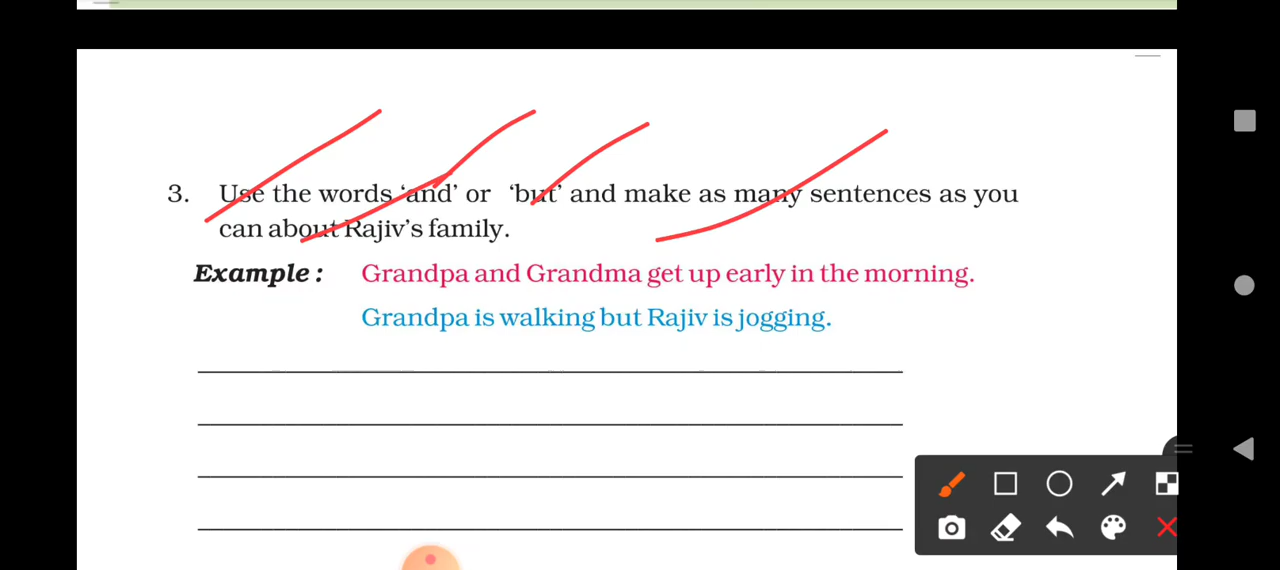 3. Use the words ‘and’ or ‘but’ and make as many sentences as you
can about Rajiv’s family.
Example : Grandpa and Grandma get up early in the morning.
Grandpa is walking but Rajiv is jogging.